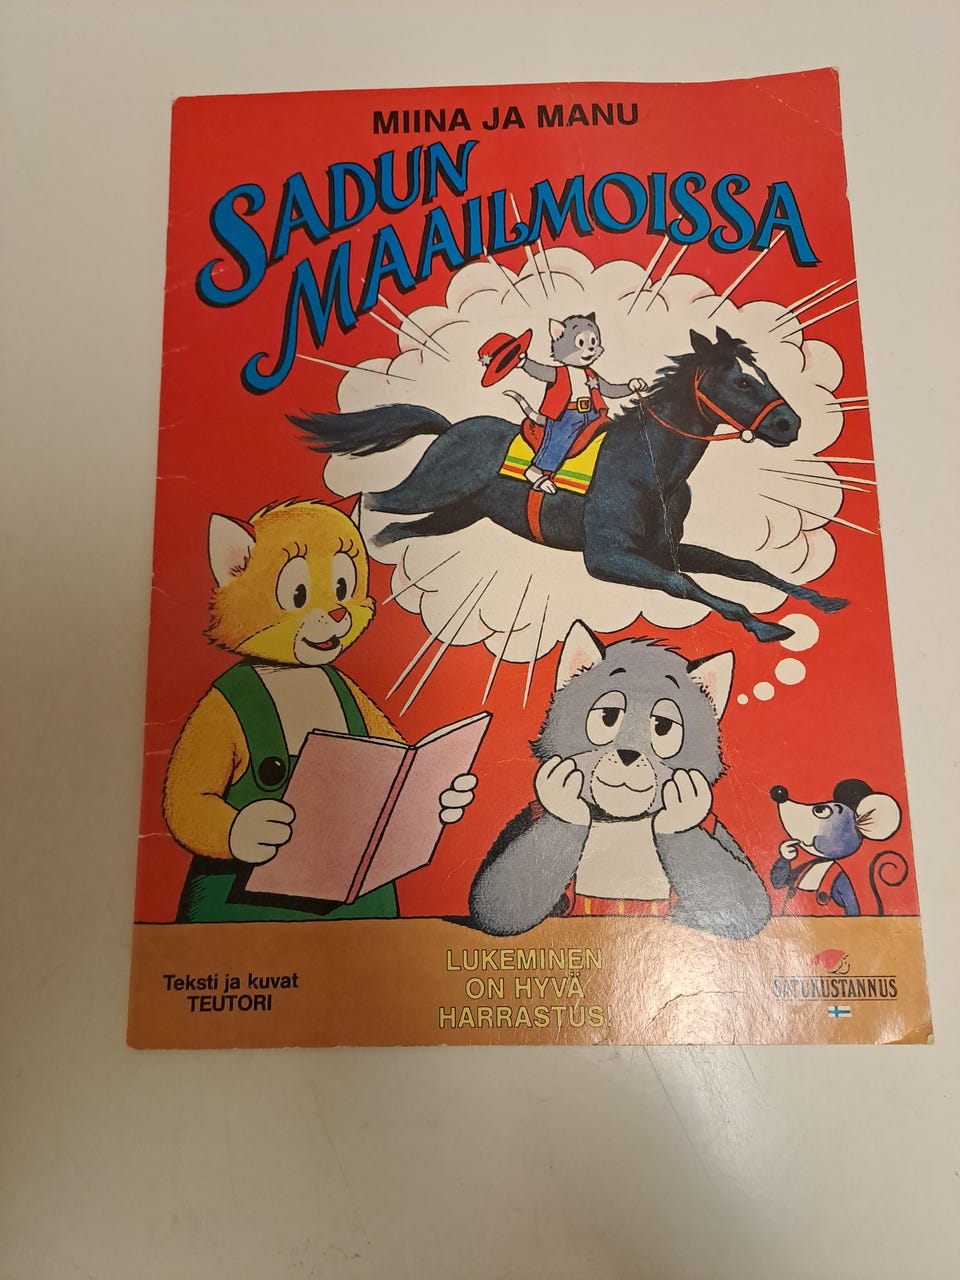 MIINA JA MANU
SADUN
MAAILMOISSA
Teksti ja kuvat
TEUTORI
LUKEMINEN
ON HYVÄ
HARRASTUS!
SATUKUSTANNUS